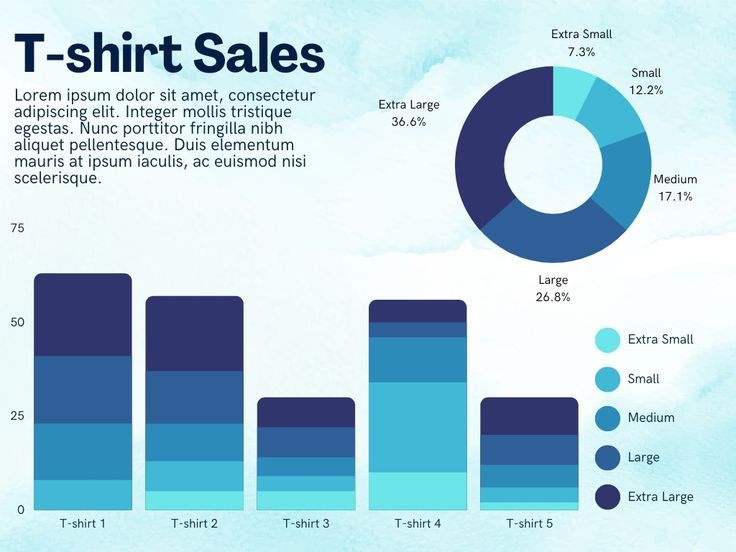 T-shirt Sales
Lorem ipsum dolor sit amet, consectetur
adipiscing elit. Integer mollis tristique
egestas. Nunc porttitor fringilla nibh
aliquet pellentesque. Duis elementum
mauris at ipsum iaculis, ac euismod nisi
scelerisque.
Extra Small
7.3%
Small
12.2%
Medium
17.1%
Large
26.8%
Extra Large
36.6%
75
50
25
0
T-shirt 1
T-shirt 2
T-shirt 3
T-shirt 4
T-shirt 5
Extra Small
Small
Medium
Large
Extra Large